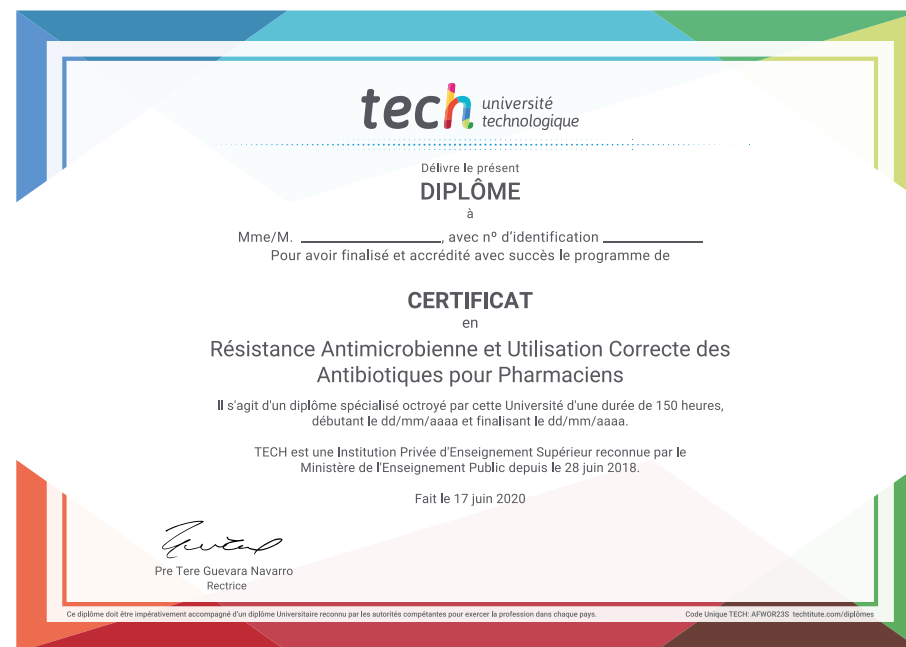 tech université
technologique
Délivre le présent
DIPLÔME
à
Mme/M. ____________________, avec nº d'identification ______________
Pour avoir finalisé et accrédité avec succès le programme de
CERTIFICAT
en
Résistance Antimicrobienne et Utilisation Correcte des
Antibiotiques pour Pharmaciens
Il s'agit d'un diplôme spécialisé octroyé par cette Université d'une durée de 150 heures,
débutant le dd/mm/aaaa et finalisant le dd/mm/aaaa.
TECH est une Institution Privée d'Enseignement Supérieur reconnue par le
Ministère de l'Enseignement Public depuis le 28 juin 2018.
Fait le 17 juin 2020
Pre Tere Guevara Navarro
Rectrice
Ce diplôme doit être impérativement accompagné d'un diplôme Universitaire reconnu par les autorités compétantes pour exercer la profession dans chaque pays.
Code Unique TECH: AFWOR23S techtitute.com/diplômes